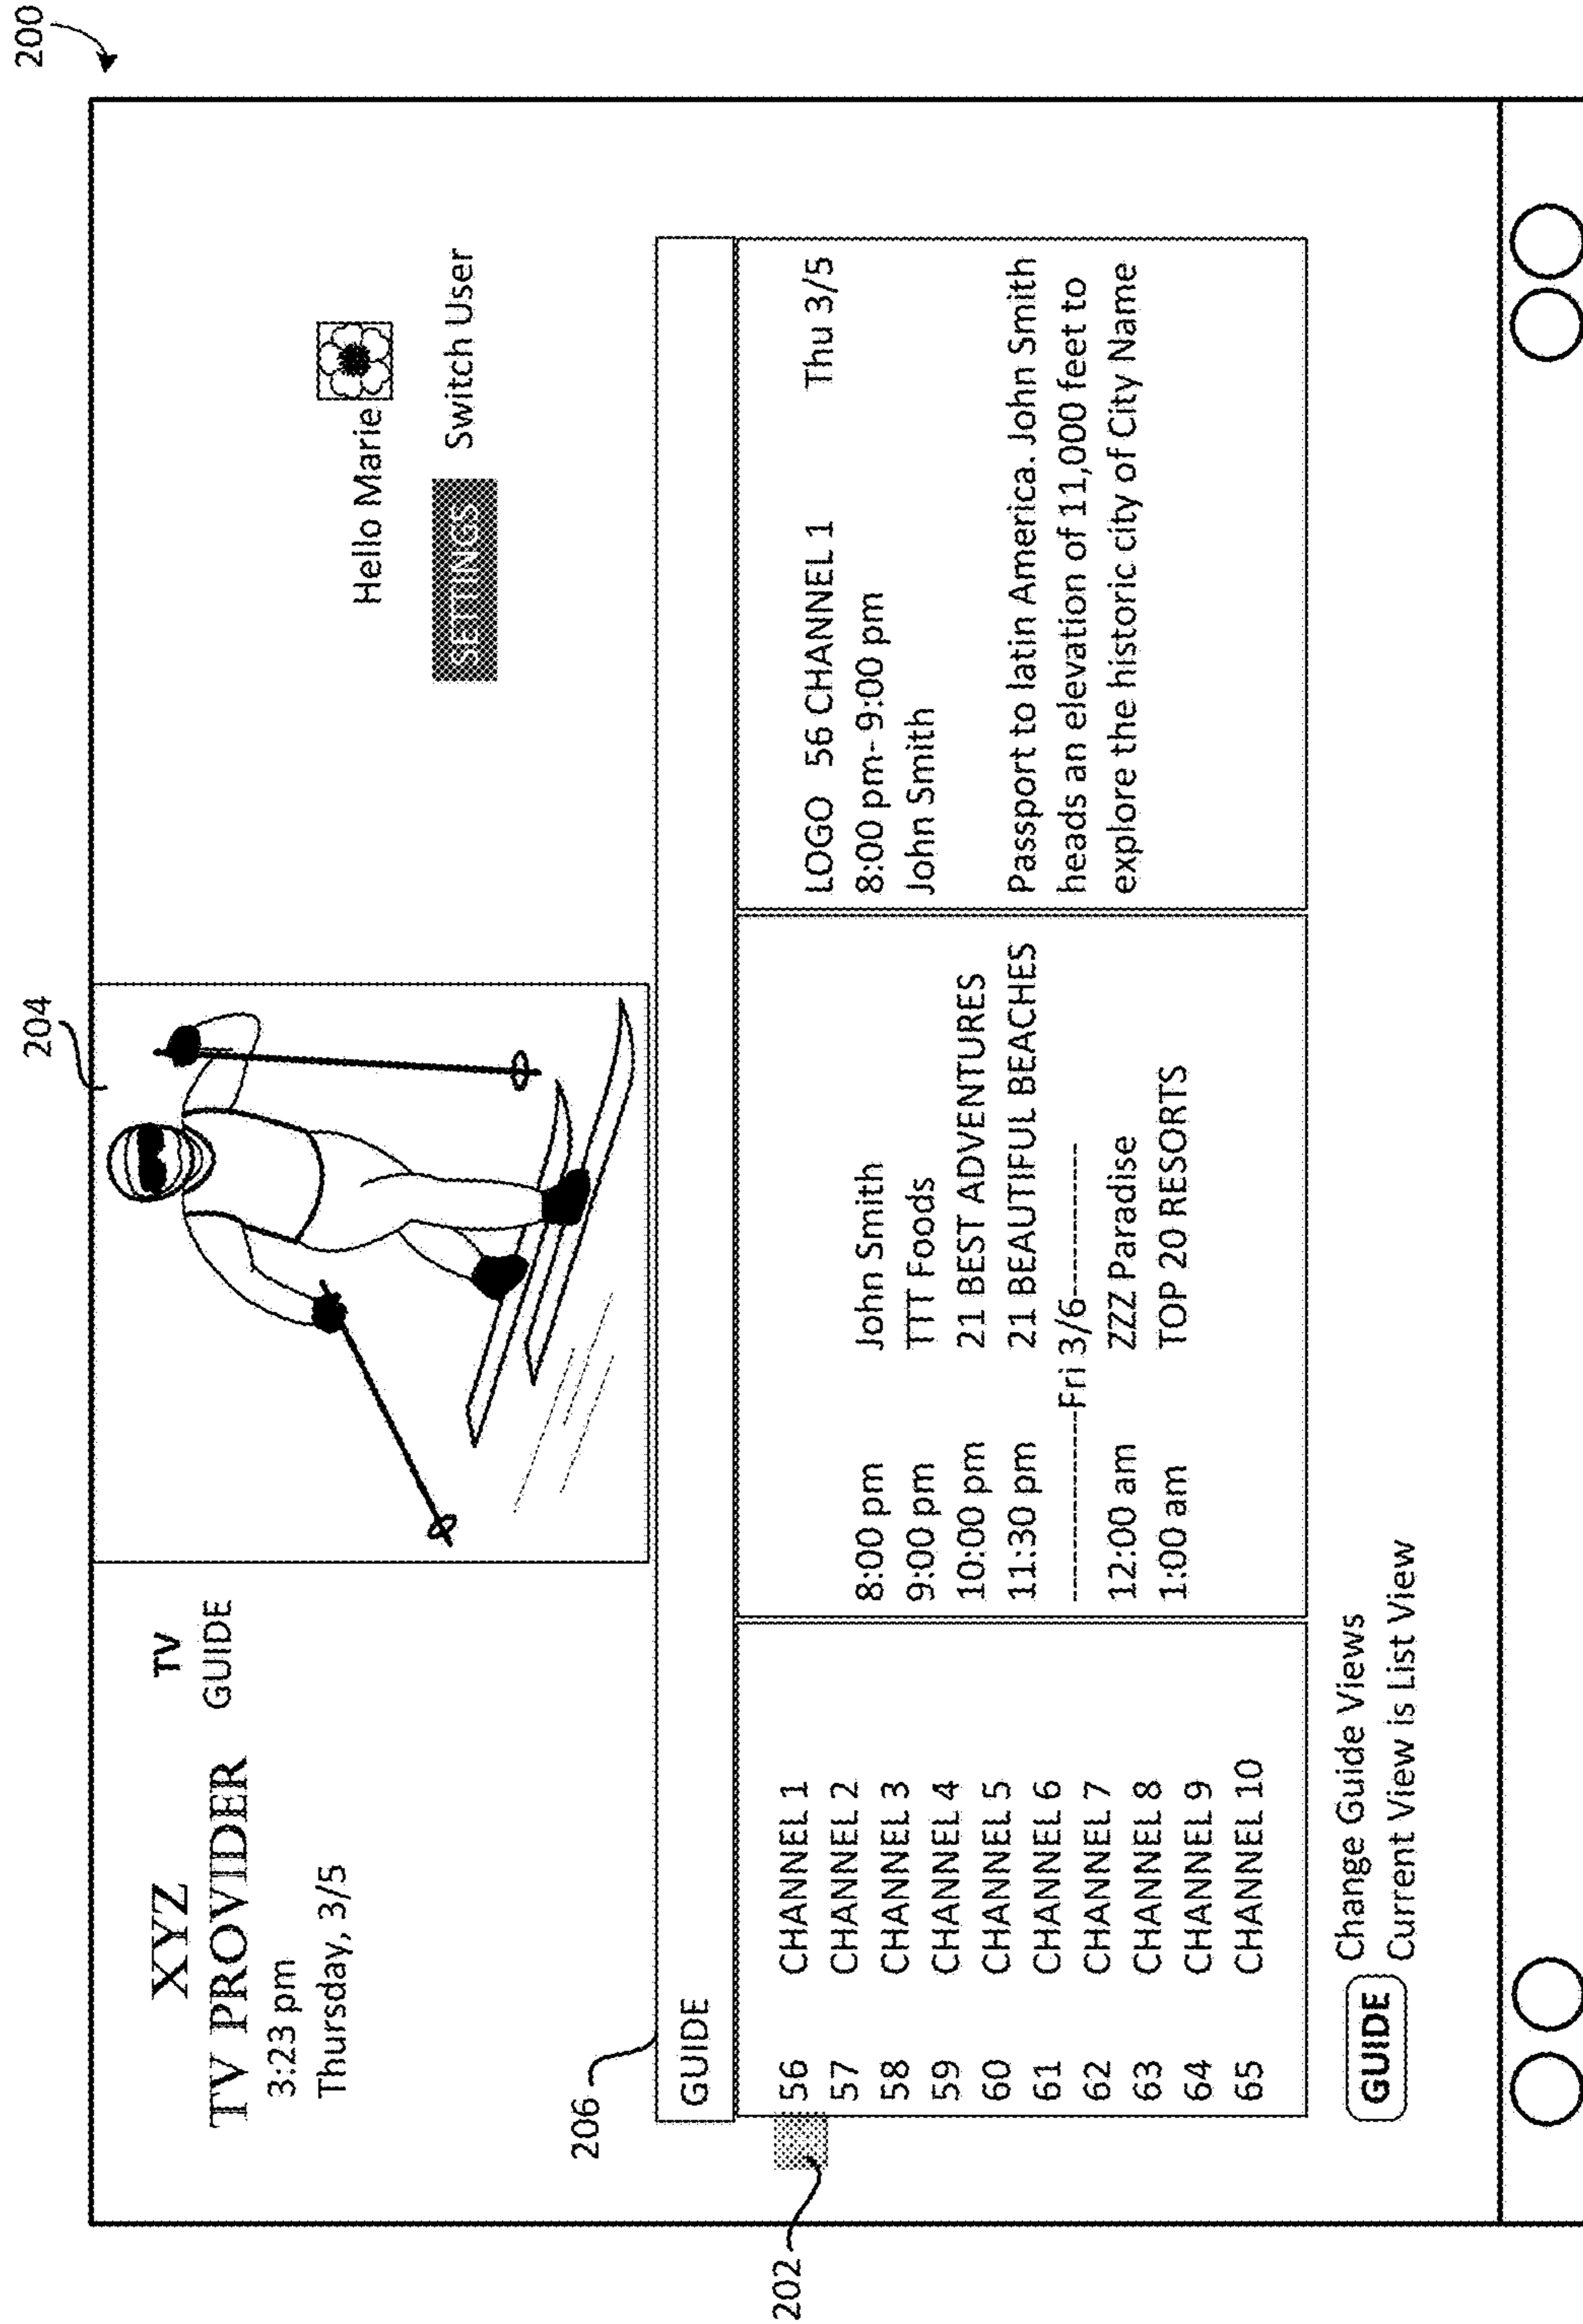 200
204
XYZ
TV PROVIDER
TV
GUIDE
3:23 pm
Thursday, 3/5
Hello Marie
SETTINGS
Switch User
206
GUIDE
202
56 CHANNEL 1
57 CHANNEL 2
58 CHANNEL 3
59 CHANNEL 4
60 CHANNEL 5
61 CHANNEL 6
62 CHANNEL 7
63 CHANNEL 8
64 CHANNEL 9
65 CHANNEL 10
8:00 pm John Smith
9:00 pm TTT Foods
10:00 pm 21 BEST ADVENTURES
11:30 pm 21 BEAUTIFUL BEACHES
--------------Fri 3/6--------------
12:00 am ZZZ Paradise
1:00 am TOP 20 RESORTS
LOGO 56 CHANNEL 1 Thu 3/5
8:00 pm- 9:00 pm
John Smith
Passport to latin America. John Smith
heads an elevation of 11,000 feet to
explore the historic city of City Name
GUIDE
Change Guide Views
Current View is List View